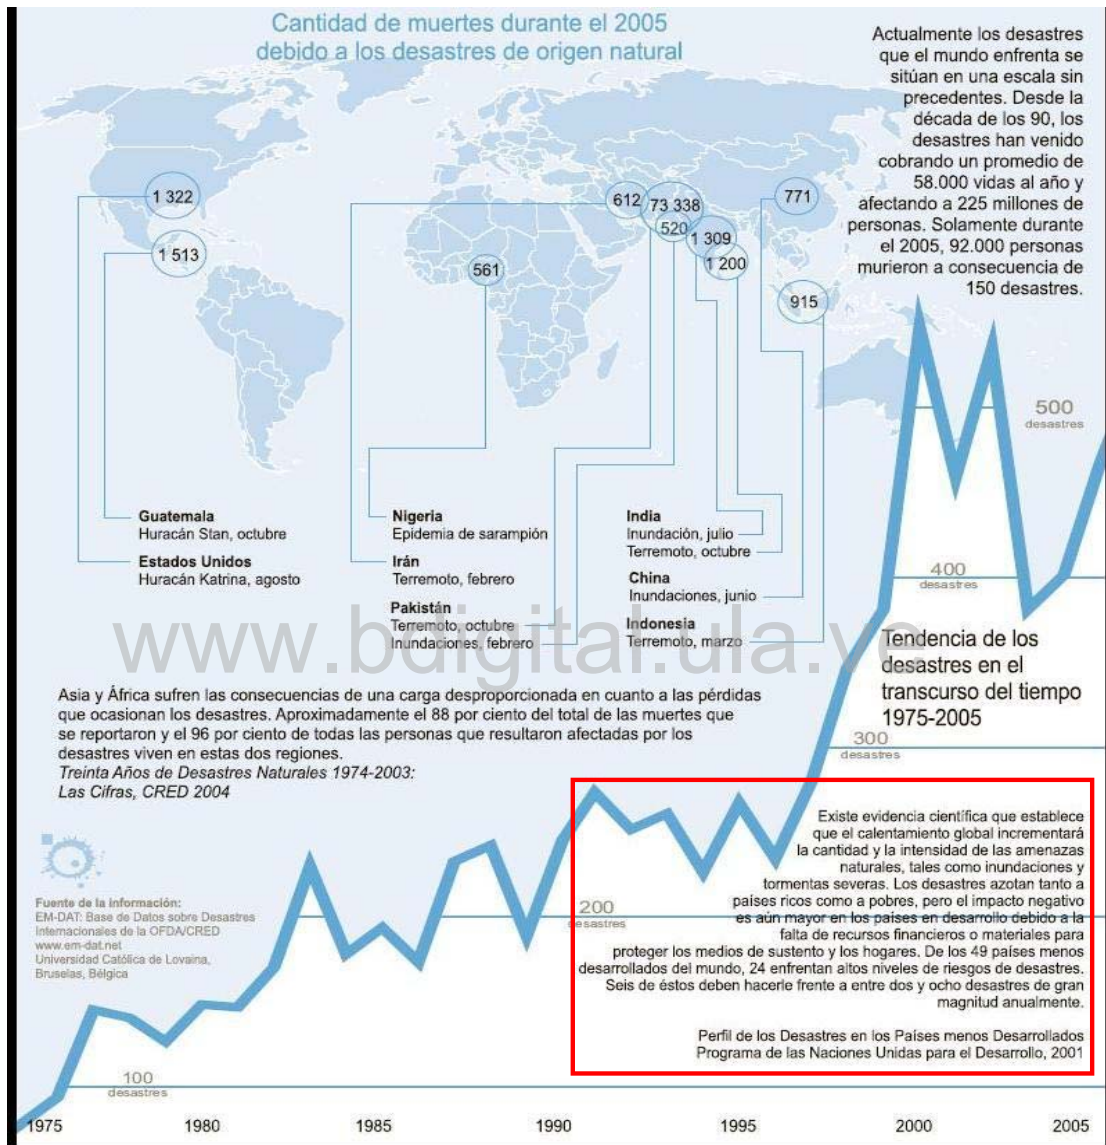 Cantidad de muertes durante el 2005
debido a los desastres de origen natural
Actualmente los desastres
que el mundo enfrenta se
sitúan en una escala sin
precedentes. Desde la
década de los 90, los
desastres han venido
cobrando un promedio de
58.000 vidas al año y
afectando a 225 millones de
personas. Solamente durante
el 2005, 92.000 personas
murieron a consecuencia de
150 desastres.
1 322
1 513
561
612
73 338
520
1 309
1 200
771
915
Guatemala
Huracán Stan, octubre
Estados Unidos
Huracán Katrina, agosto
Nigeria
Epidemia de sarampión
Irán
Terremoto, febrero
Pakistán
Terremoto, octubre
Inundaciones, febrero
India
Inundación, julio
Terremoto, octubre
China
Inundaciones, junio
Indonesia
Terremoto, marzo
www.bdigital.ula.ve
500
desastres
400
desastres
Tendencia de los
desastres en el
transcurso del tiempo
1975-2005
300
desastres
Asia y África sufren las consecuencias de una carga desproporcionada en cuanto a las pérdidas
que ocasionan los desastres. Aproximadamente el 88 por ciento del total de las muertes que
se reportaron y el 96 por ciento de todas las personas que resultaron afectadas por los
desastres viven en estas dos regiones.
Treinta Años de Desastres Naturales 1974-2003:
Las Cifras, CRED 2004
Existe evidencia científica que establece
que el calentamiento global incrementará
la cantidad y la intensidad de las amenazas
naturales, tales como inundaciones y
tormentas severas. Los desastres azotan tanto a
países ricos como a pobres, pero el impacto negativo
es aún mayor en los países en desarrollo debido a la
falta de recursos financieros o materiales para
proteger los medios de sustento y los hogares. De los 49 países menos
desarrollados del mundo, 24 enfrentan altos niveles de riesgos de desastres.
Seis de éstos deben hacerle frente a entre dos y ocho desastres de gran
magnitud anualmente.
Perfil de los Desastres en los Países menos Desarrollados
Programa de las Naciones Unidas para el Desarrollo, 2001
200
desastres
Fuente de la información:
EM-DAT: Base de Datos sobre Desastres
Internacionales de la OFDA/CRED
www.em-dat.net
Universidad Católica de Lovaina,
Bruselas, Bélgica
100
desastres
1975
1980
1985
1990
1995
2000
2005